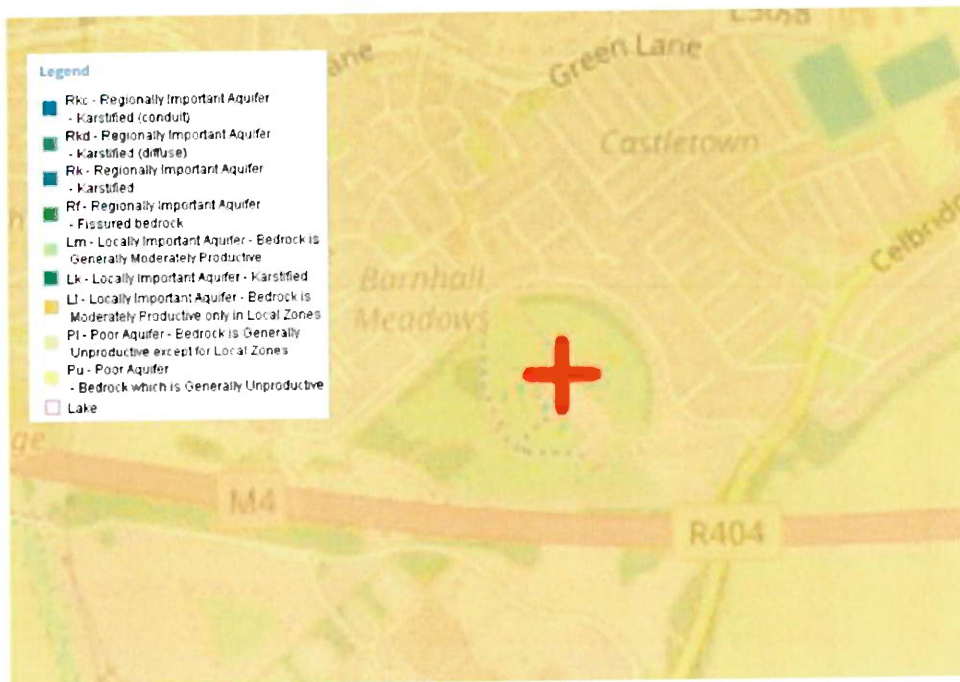 L5058
ane
Green Lane
Castletown
Legend
Rkc - Regionally Important Aquifer
- Karstified (conduit)
Rkd - Regionally Important Aquifer
- Karstified (diffuse)
Rk - Regionally Important Aquifer
- Karstified
Rf - Regionally Important Aquifer
- Fissured bedrock
Lm - Locally Important Aquifer - Bedrock is
Generally Moderately Productive
Lk - Locally Important Aquifer - Karstified
Ll - Locally Important Aquifer - Bedrock is
Moderately Productive only in Local Zones
Pl - Poor Aquifer - Bedrock is Generally
Unproductive except for Local Zones
Pu - Poor Aquifer
- Bedrock which is Generally Unproductive
Lake
Celbridg
Barnhall
Meadows
ge
M4
R404